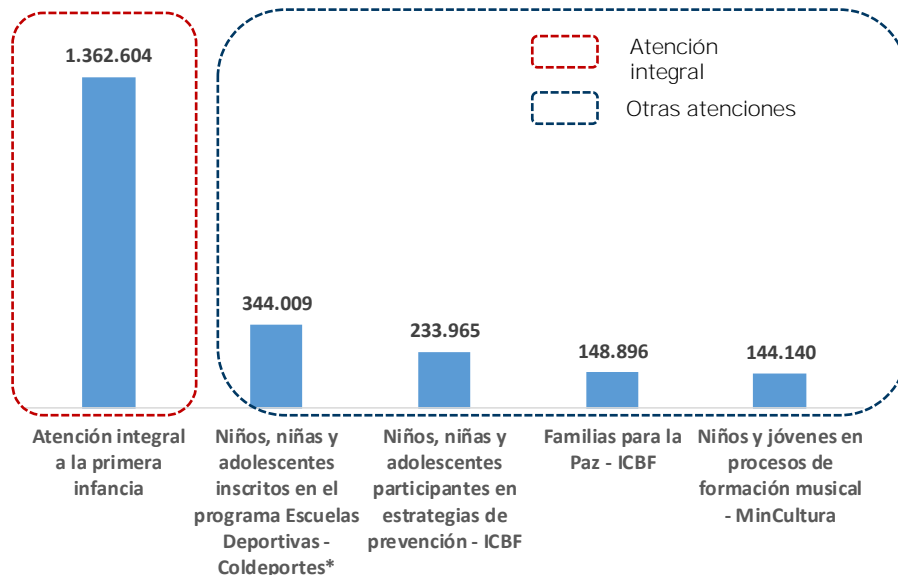 1.362.604
Atención
integral
Otras atenciones
344.009
233.965
148.896
144.140
Atención integral
a la primera
infancia
Niños, niñas y
adolescentes
inscritos en el
programa Escuelas
Deportivas -
Coldeportes*
Niños, niñas y
adolescentes
participantes en
estrategias de
prevención - ICBF
Familias para la
Paz - ICBF
Niños y jóvenes en
procesos de
formación musical
- MinCultura